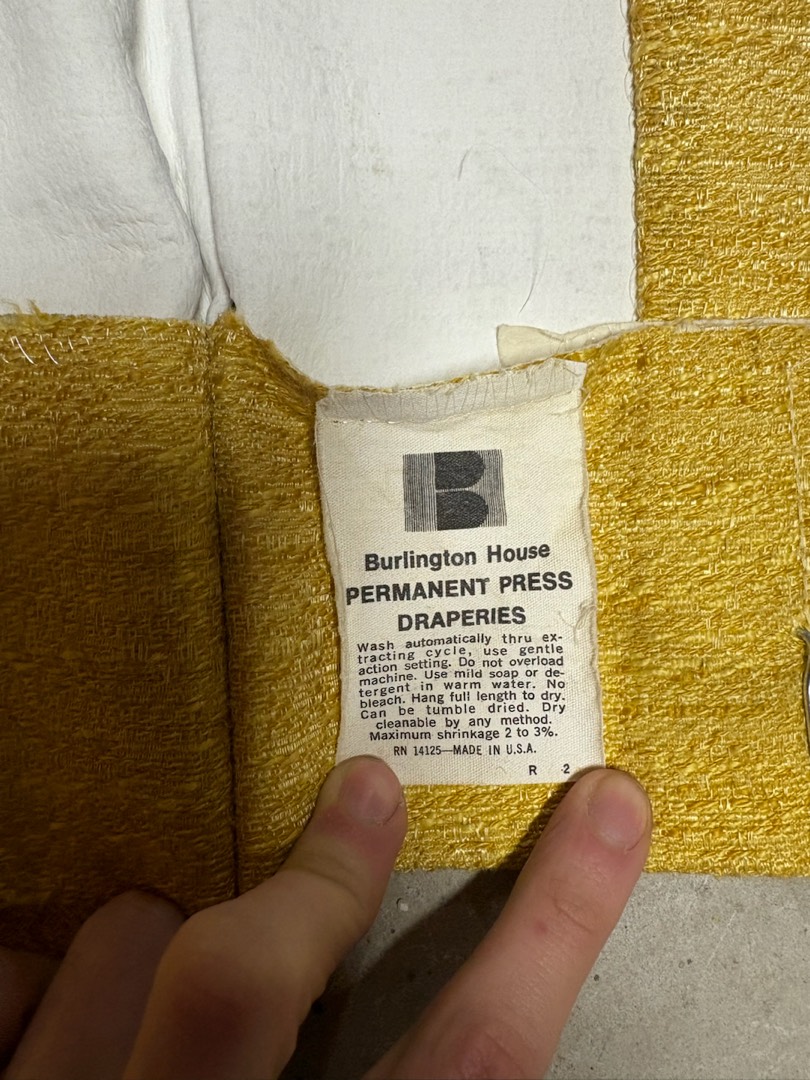 B
Burlington House
PERMANENT PRESS
DRAPERIES
Wash automatically thru ex-
tracting cycle, use gentle
action setting. Do not overload
machine. Use mild soap or de-
tergent in warm water. No
bleach. Hang full length to dry.
Can be tumble dried. Dry
cleanable by any method.
Maximum shrinkage 2 to 3%.
RN 14125—MADE IN U.S.A.
R 2